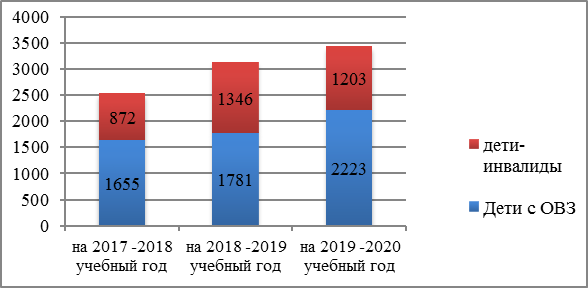 4000
3500
3000
2500
2000
1500
1000
500
0
872
1655
1346
1781
1203
2223
на 2017 -2018
учебный год
на 2018 -2019
учебный год
на 2019 -2020
учебный год
дети-
инвалиды
Дети с ОВЗ